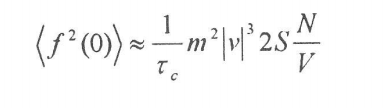 ⟨f²(0)⟩ ≈ 1/τ_c m²|v|³ 2S N/V